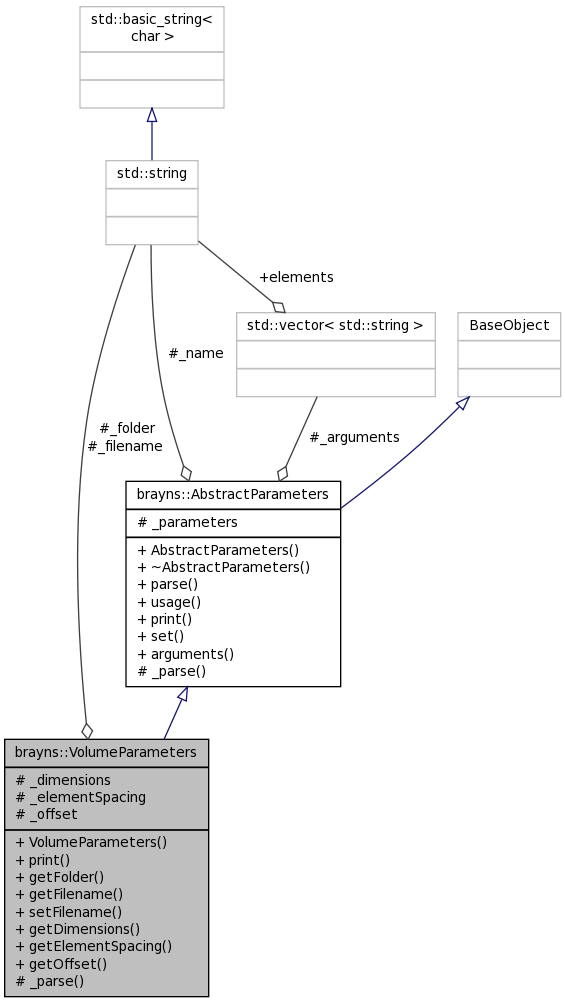 std::basic_string<
char >
std::string
+elements
std::vector< std::string >
BaseObject
#_name
#_folder
#_filename
#_arguments
brayns::AbstractParameters
# _parameters
+ AbstractParameters()
+ ~AbstractParameters()
+ parse()
+ usage()
+ print()
+ set()
+ arguments()
# _parse()
brayns::VolumeParameters
# _dimensions
# _elementSpacing
# _offset
+ VolumeParameters()
+ print()
+ getFolder()
+ getFilename()
+ setFilename()
+ getDimensions()
+ getElementSpacing()
+ getOffset()
# _parse()